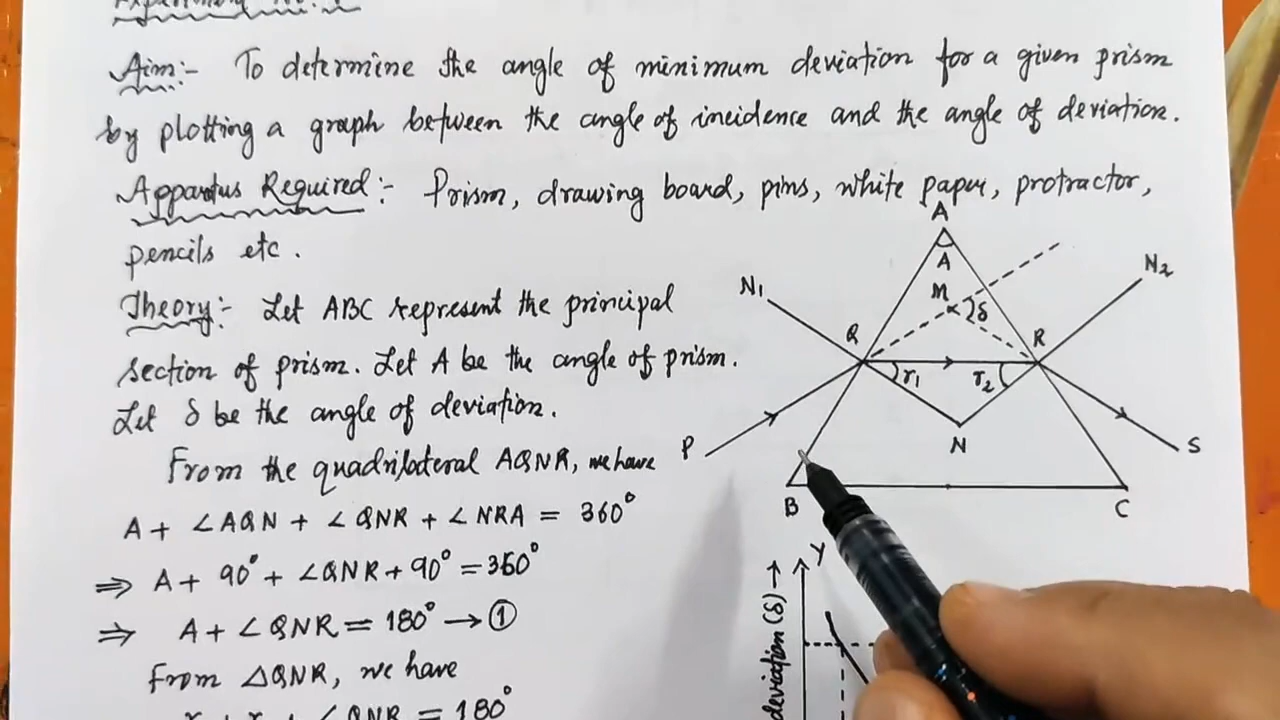 Aim:- To determine the angle of minimum deviation for a given prism
by plotting a graph between the angle of incidence and the angle of deviation.
Apparatus Required:- Prism, drawing board, pins, white paper, protractor,
pencils etc.
Theory:- Let ABC represent the principal
section of prism. Let A be the angle of prism.
Let δ be the angle of deviation.
From the quadrilateral AQNR, we have
A + ∠AQN + ∠QNR + ∠NRA = 360°
⇒ A + 90° + ∠QNR + 90° = 360°
⇒ A + ∠QNR = 180° → ①
From △QNR, we have
∠QNR = 180°
A
A
M
δ
N₁
N₂
Q
R
r₁
r₂
P
N
S
B
C
Y
deviation (δ) →